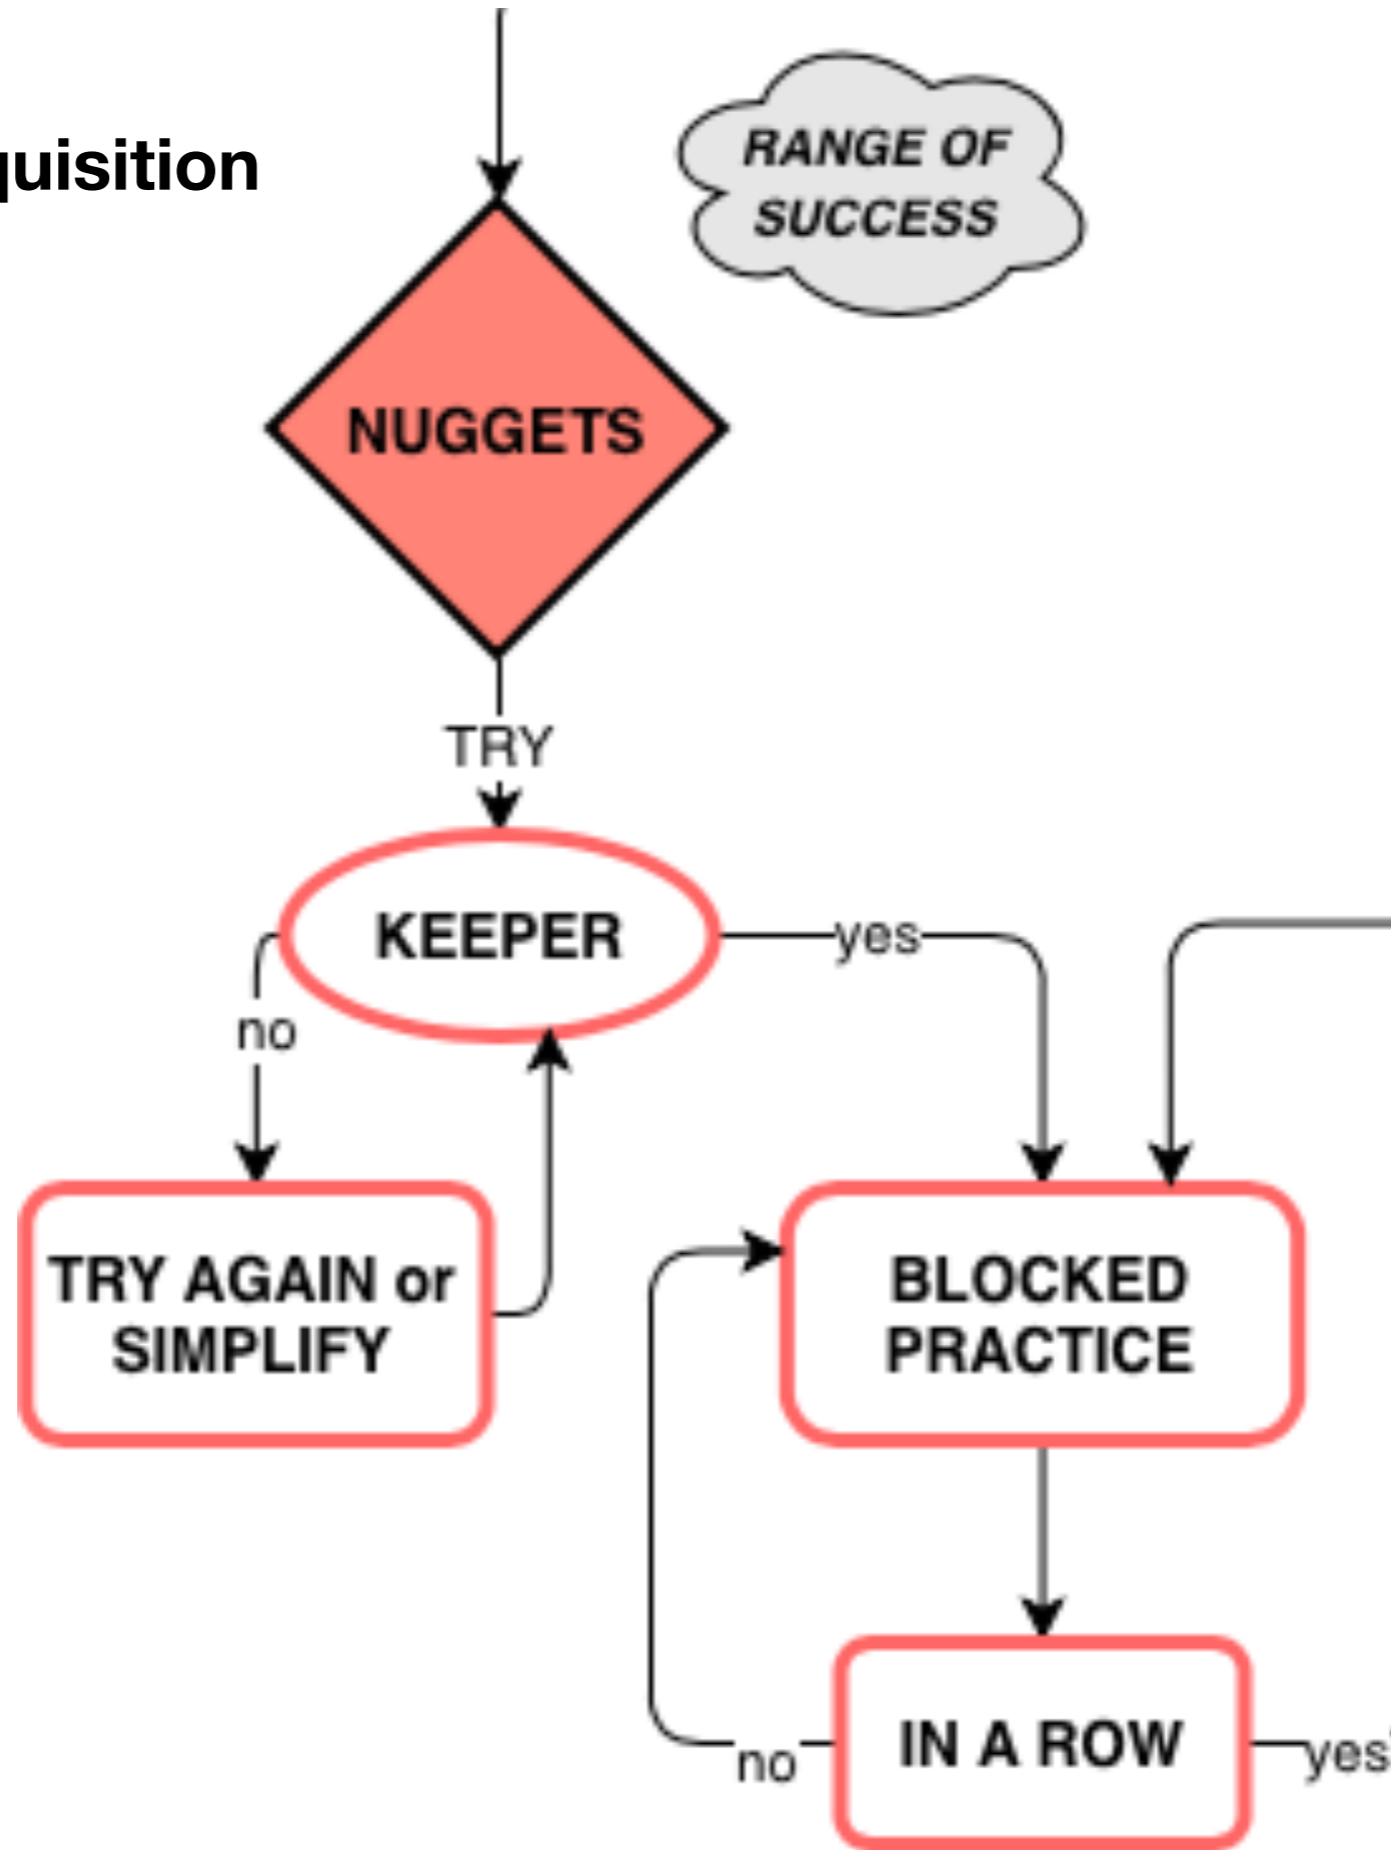 RANGE OF
SUCCESS
quisition
NUGGETS
TRY
KEEPER
yes
no
TRY AGAIN or
SIMPLIFY
BLOCKED
PRACTICE
IN A ROW
no
yes